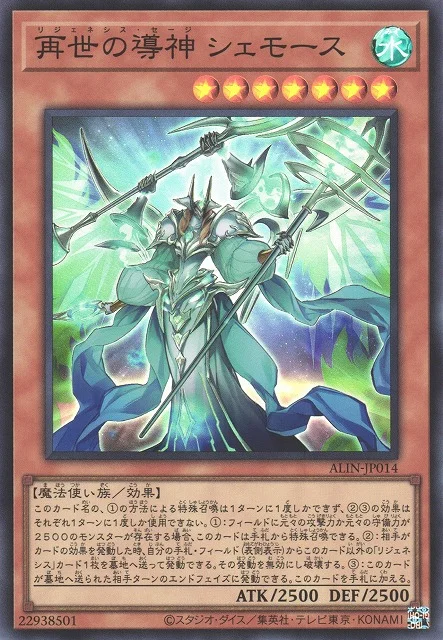 リジェネシス・セージ
再世の導神 シェモース
水
ALIN-JP014
【魔法使い族／効果】
このカード名の、①の方法による特殊召喚は1ターンに1度しかできず、②③の効果は
それぞれ1ターンに1度しか使用できない。①：フィールドに元々の攻撃力か元々の守備力が
2500のモンスターが存在する場合、このカードは手札から特殊召喚できる。②：相手が
カードの効果を発動した時、自分の手札・フィールド(表側表示)からこのカード以外の「リジェネ
シス」カード1枚を墓地へ送って発動できる。その発動を無効にし破壊する。③：このカード
が墓地へ送られた相手ターンのエンドフェイズに発動できる。このカードを手札に加える。
ATK/2500 DEF/2500
22938501
©スタジオ・ダイス／集英社・テレビ東京・KONAMI